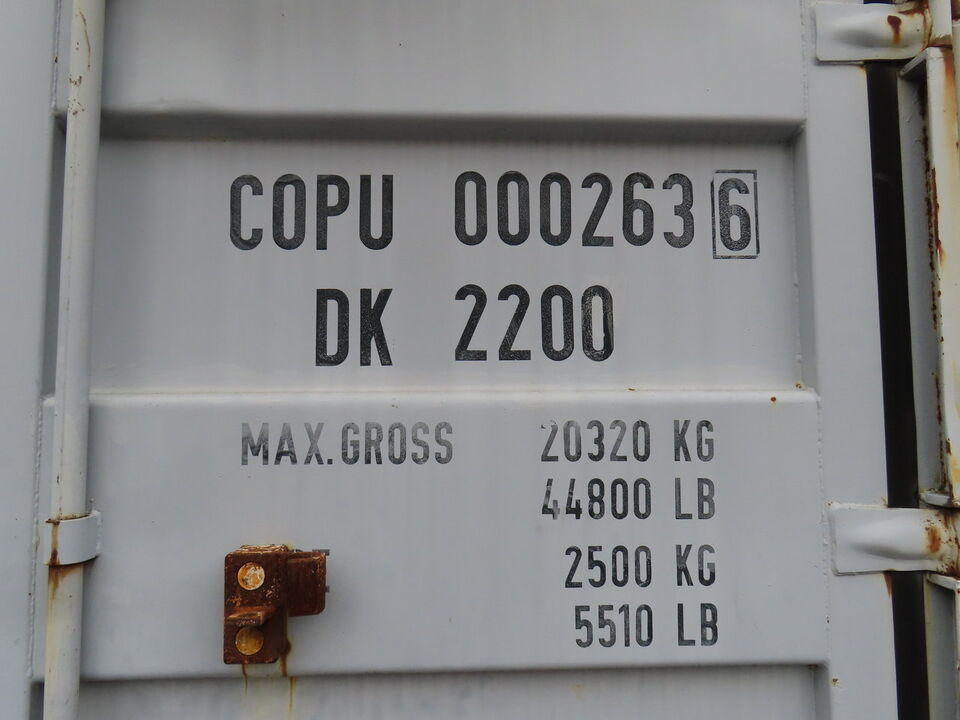 COPU 000263 6
DK 2200
MAX.GROSS 20320 KG
44800 LB
2500 KG
5510 LB